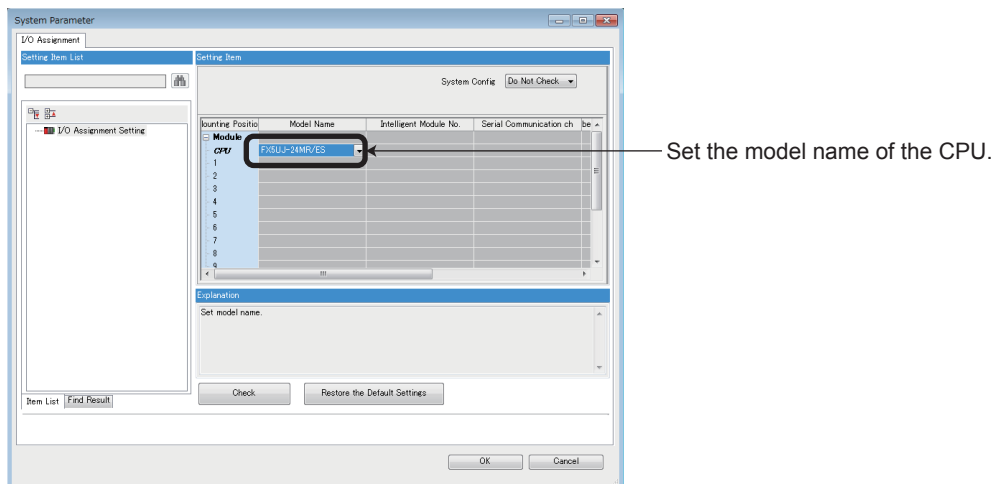 System Parameter
I/O Assignment
Setting Item List
Setting Item
System Config Do Not Check
I/O Assignment Setting
Mounting Positio Model Name Intelligent Module No. Serial Communication ch be
Module
CPU FX5UJ-24MR/ES
Set the model name of the CPU.
1
2
3
4
5
6
7
8
9
Explanation
Set model name.
Check Restore the Default Settings
Item List Find Result
OK Cancel